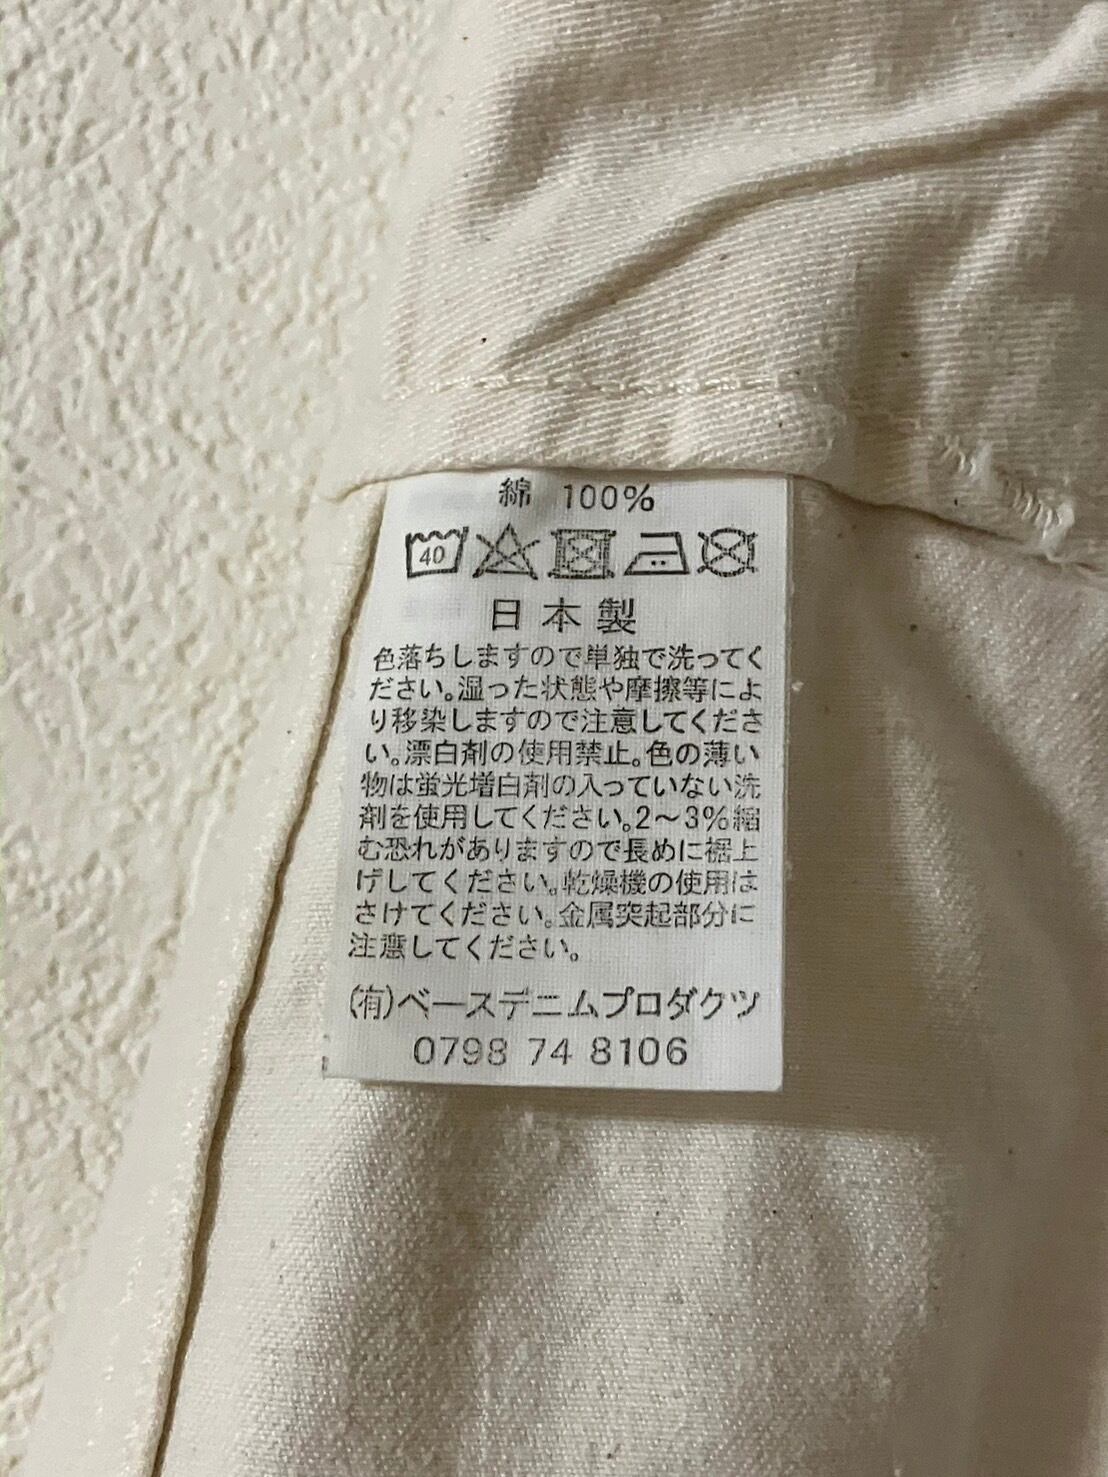 綿 100%
40
日本製
色落ちしますので単独で洗ってく
ださい。湿った状態や摩擦等によ
り移染しますので注意してくださ
い。漂白剤の使用禁止。色の薄い
物は蛍光増白剤の入っていない洗
剤を使用してください。2〜3%縮
む恐れがありますので長めに裾上
げしてください。乾燥機の使用は
さけてください。金属突起部分に
注意してください。
(有)ベースデニムプロダクツ
0798 74 8106